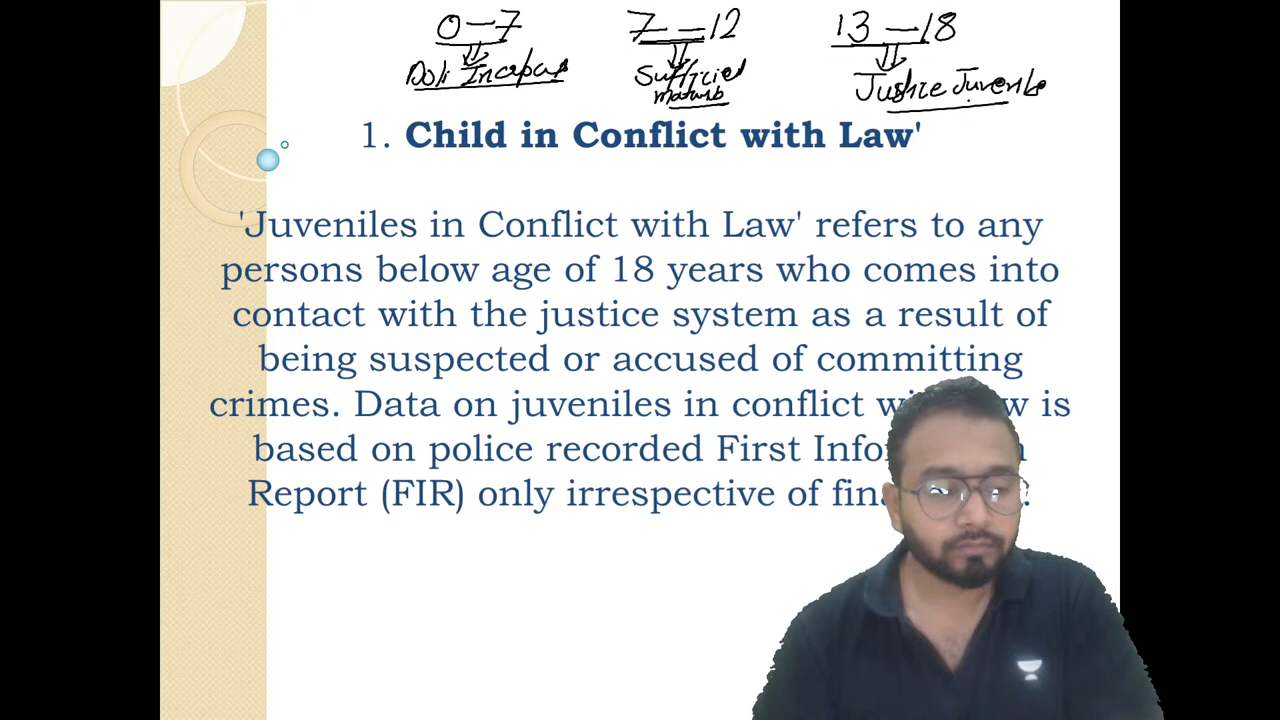 0-7 7-12 13-18
Doli Incapax Sufficient Justice Juvenile
1. Child in Conflict with Law'
'Juveniles in Conflict with Law' refers to any
persons below age of 18 years who comes into
contact with the justice system as a result of
being suspected or accused of committing
crimes. Data on juveniles in conflict is
based on police recorded First
Report (FIR) only irrespective of